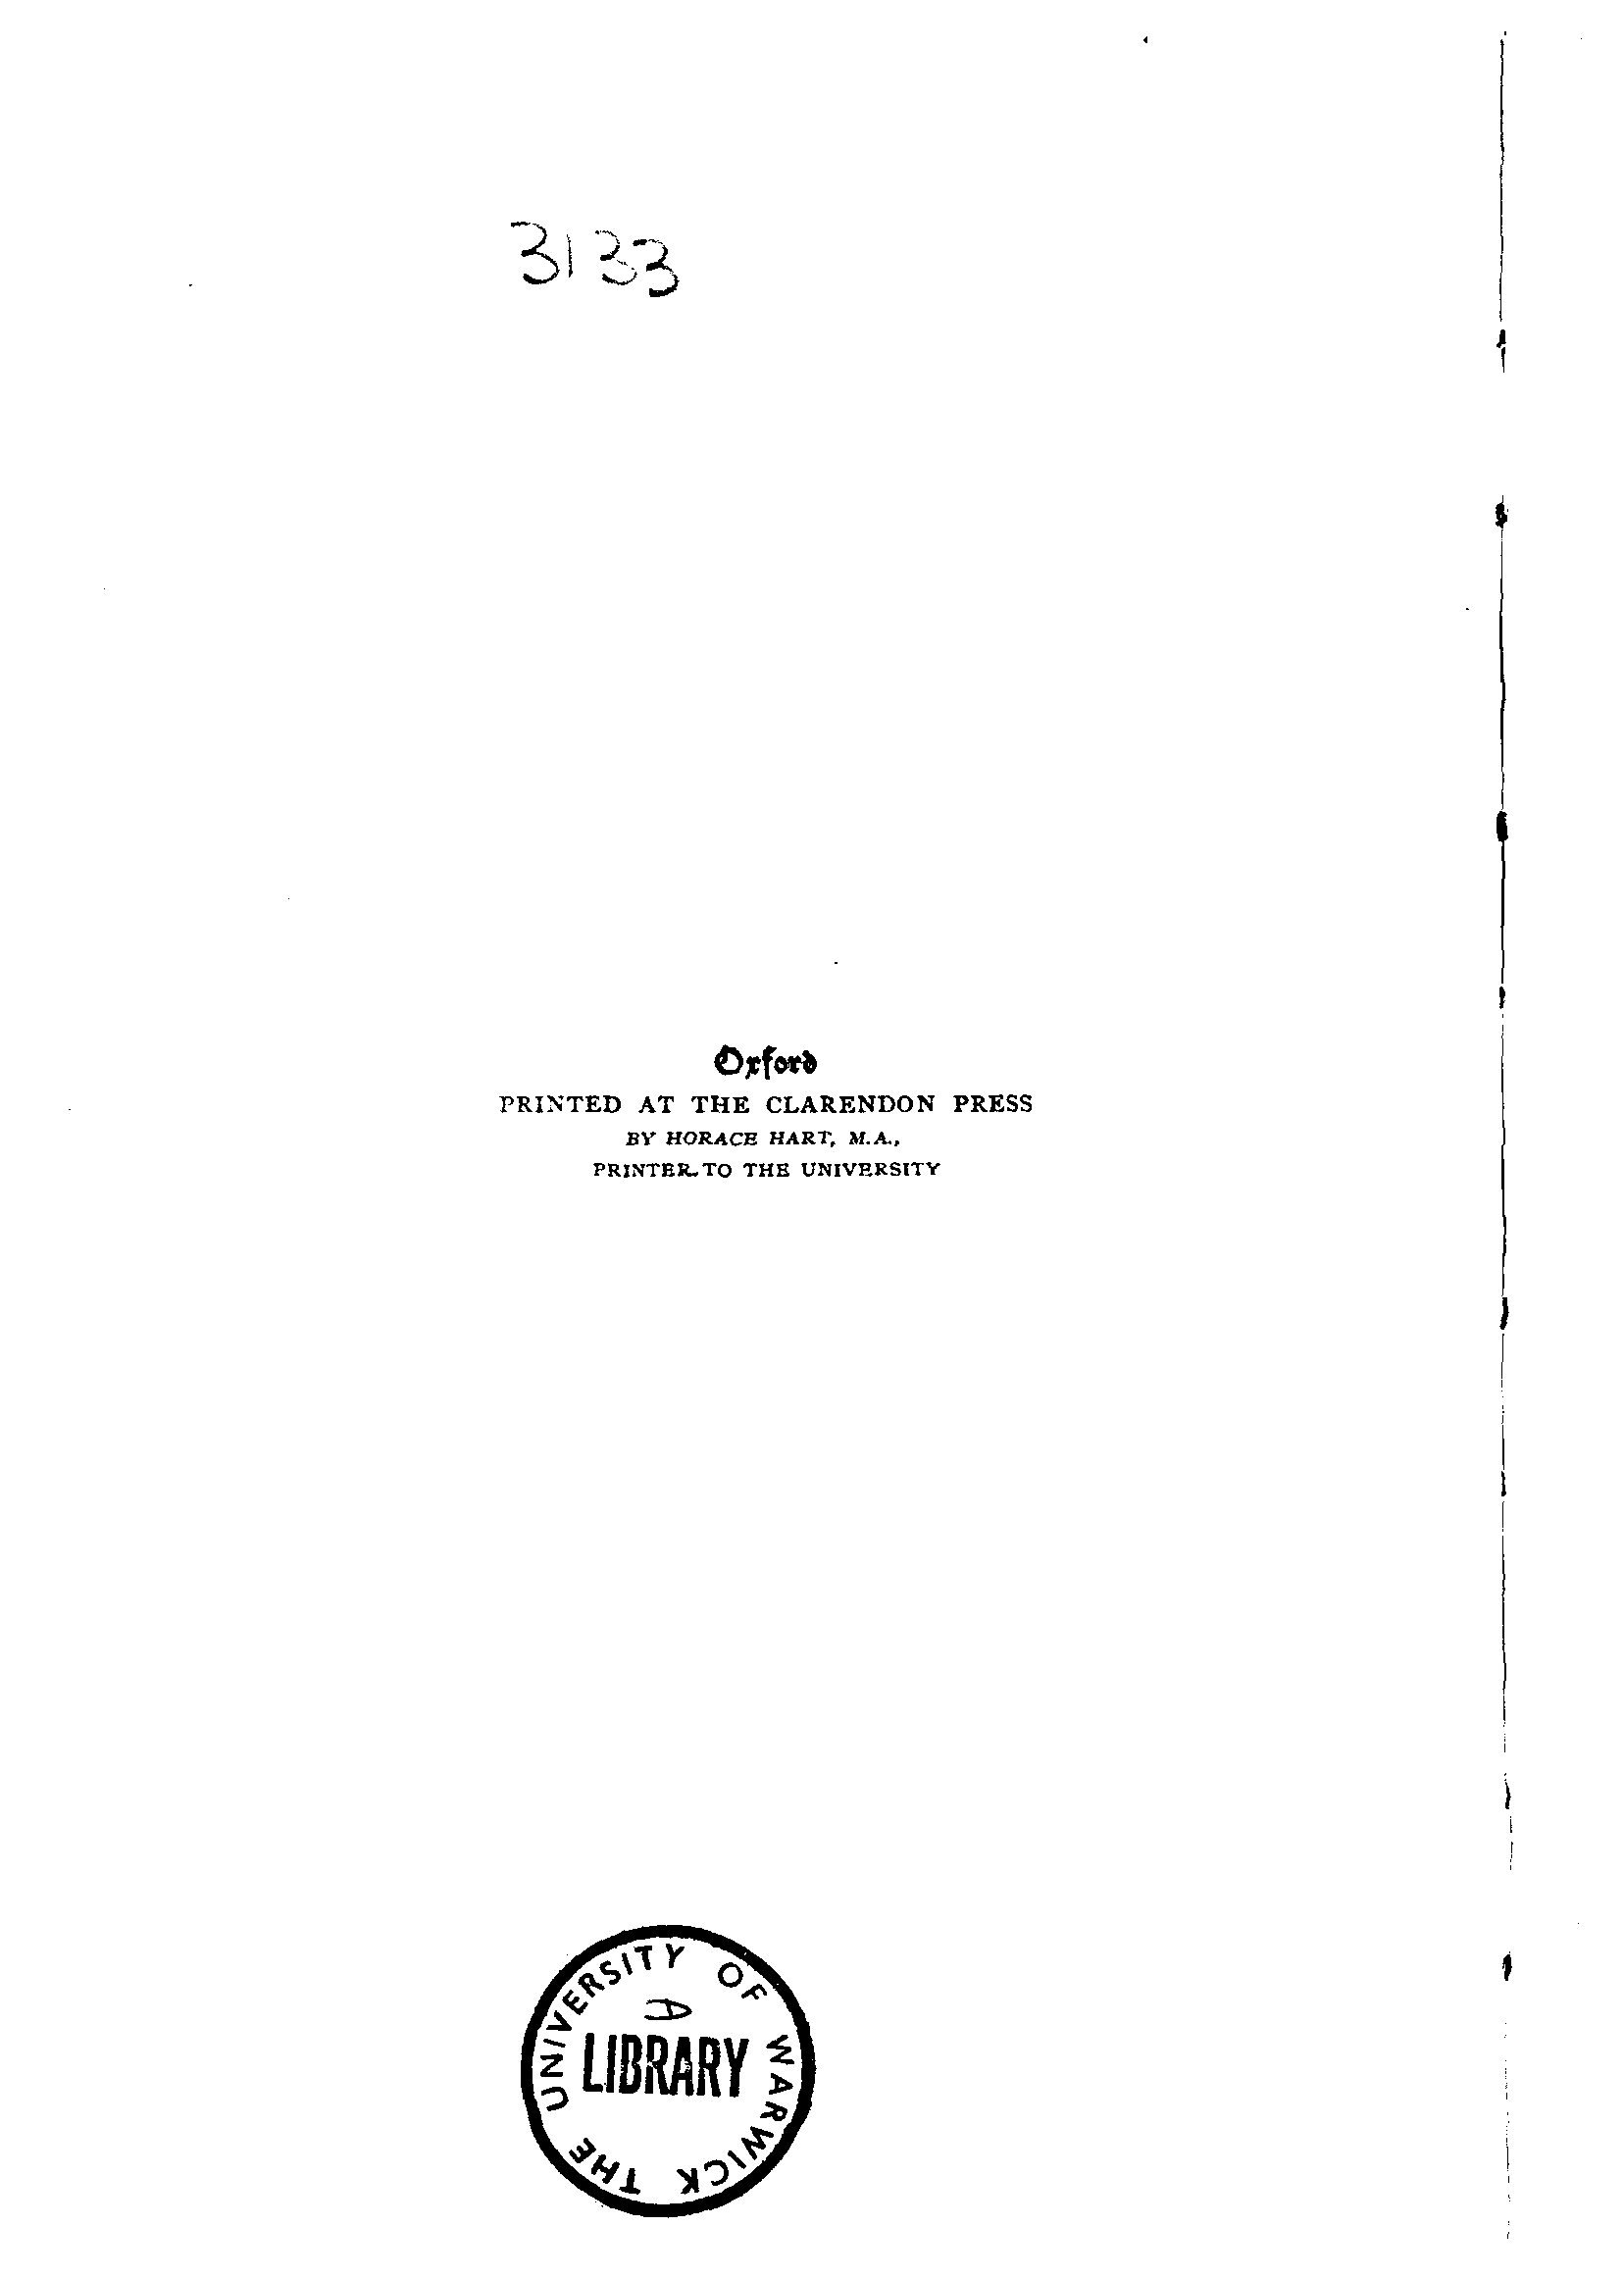 3133
Oxford
PRINTED AT THE CLARENDON PRESS
BY HORACE HART, M.A.,
PRINTER TO THE UNIVERSITY
THE UNIVERSITY OF WARWICK
LIBRARY